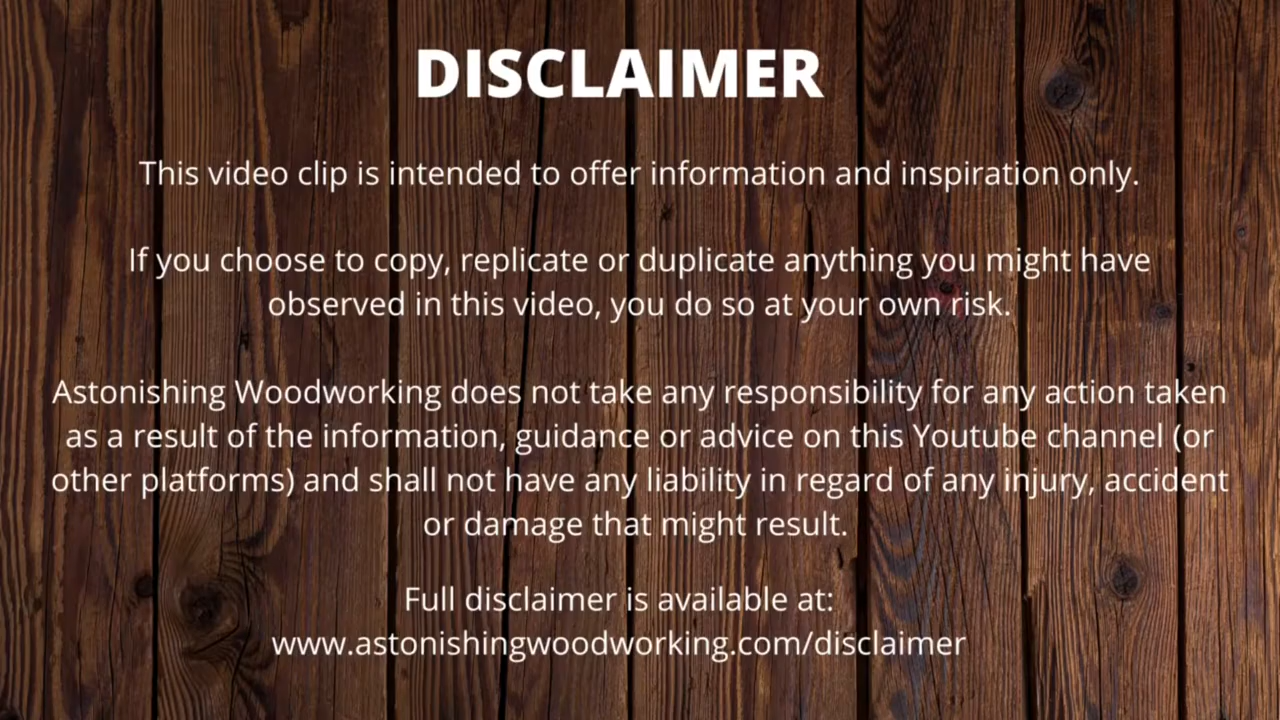 DISCLAIMER
This video clip is intended to offer information and inspiration only.
If you choose to copy, replicate or duplicate anything you might have
observed in this video, you do so at your own risk.
Astonishing Woodworking does not take any responsibility for any action taken
as a result of the information, guidance or advice on this Youtube channel (or
other platforms) and shall not have any liability in regard of any injury, accident
or damage that might result.
Full disclaimer is available at:
www.astonishingwoodworking.com/disclaimer